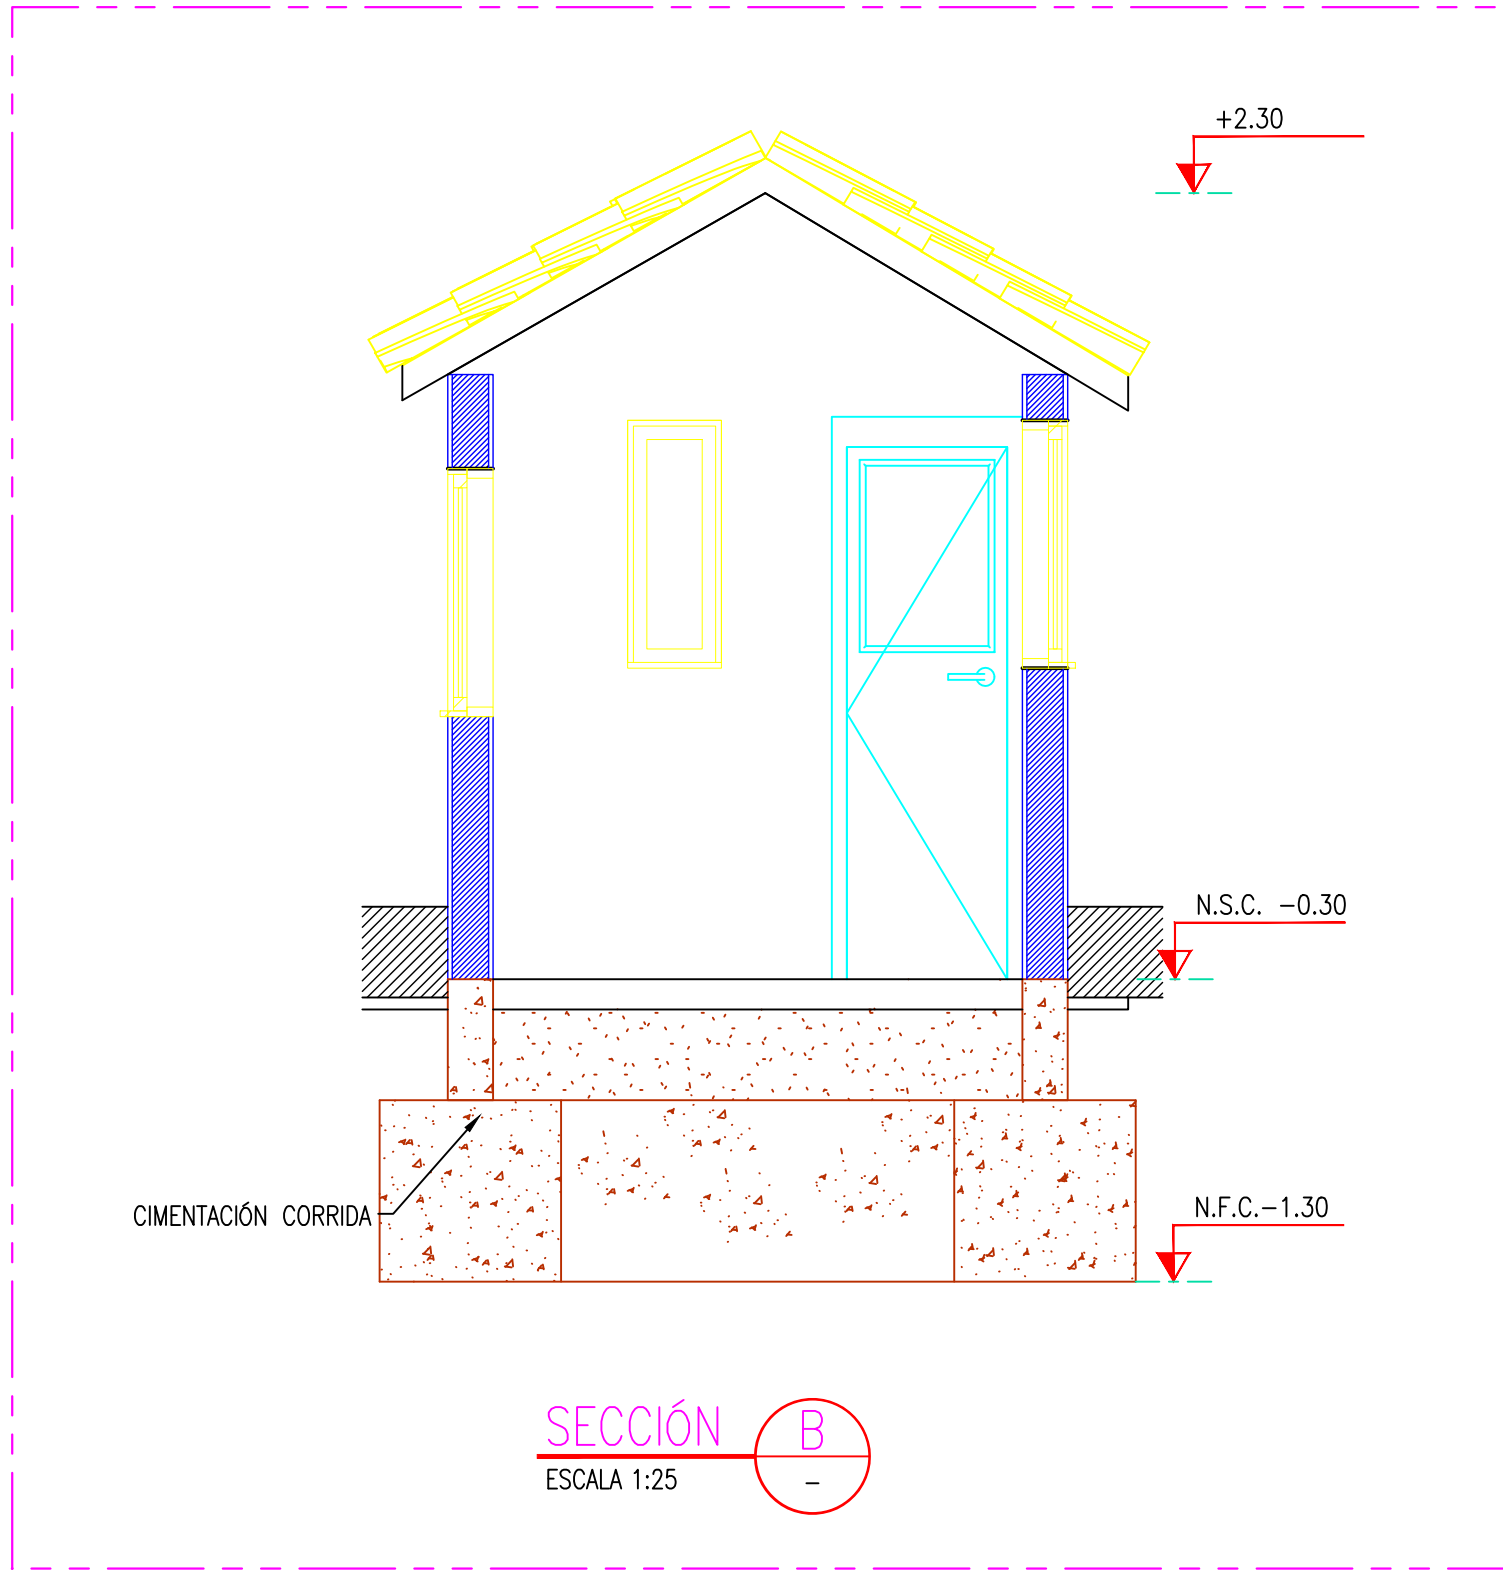 +2.30
N.S.C. -0.30
CIMENTACIÓN CORRIDA
N.F.C.-1.30
SECCIÓN B
ESCALA 1:25 -